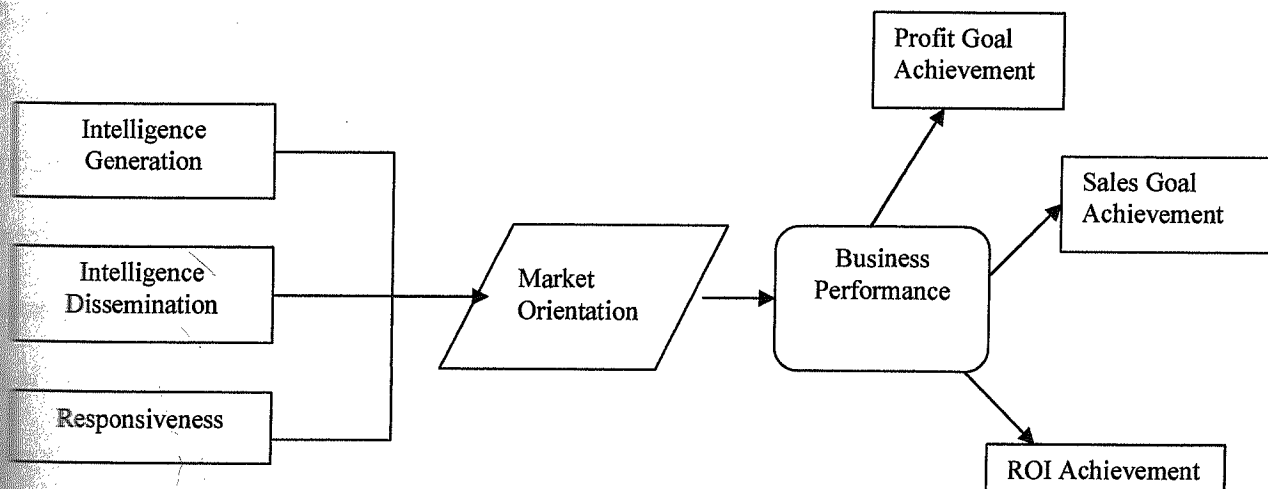 Profit Goal
Achievement
Intelligence
Generation
Sales Goal
Achievement
Intelligence
Dissemination
Market
Orientation
Business
Performance
Responsiveness
ROI Achievement